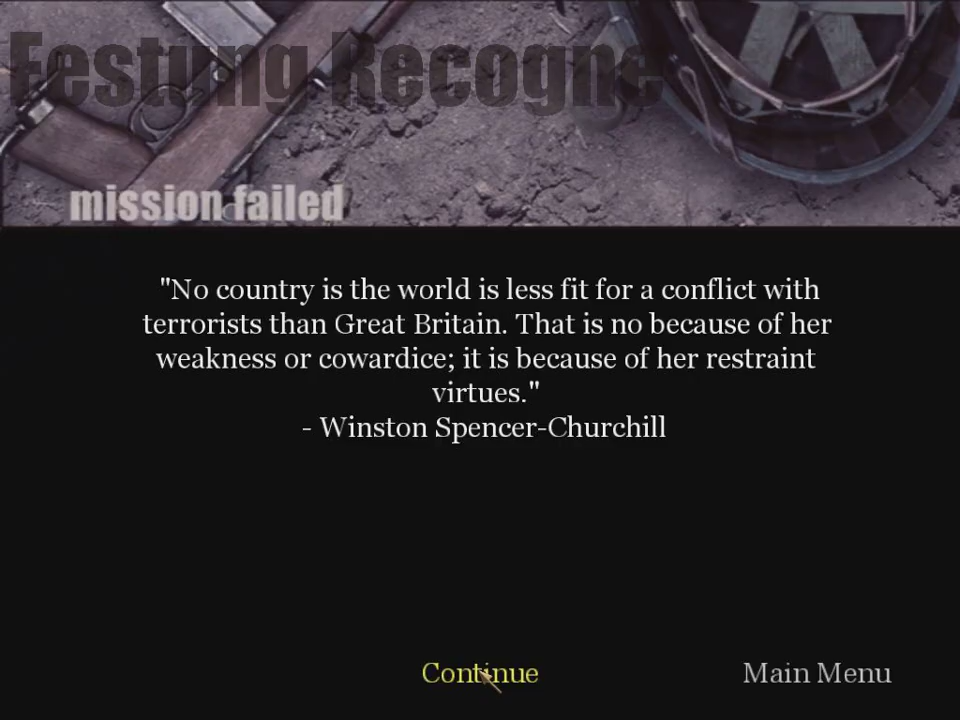 Festung Recogne
mission failed
"No country is the world is less fit for a conflict with
terrorists than Great Britain. That is no because of her
weakness or cowardice; it is because of her restraint
virtues."
- Winston Spencer-Churchill
Continue
Main Menu